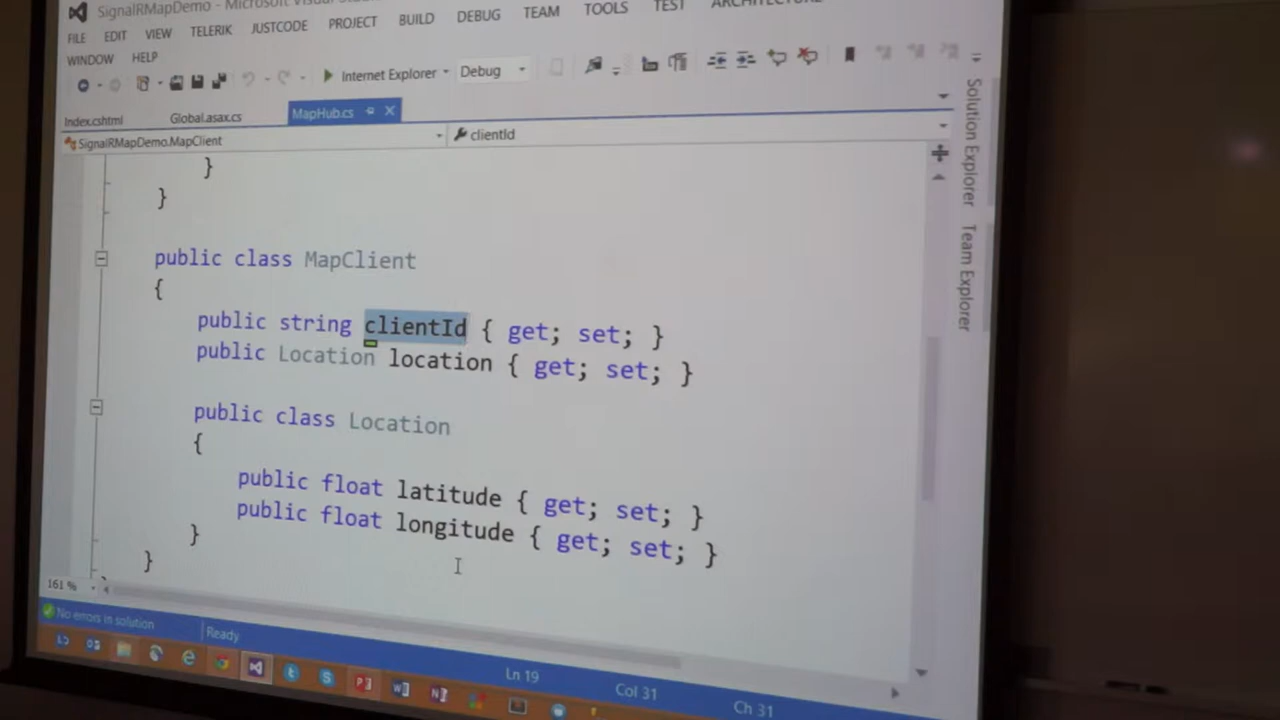 SignalRMapDemo - Microsoft Visual
FILE EDIT VIEW TELERIK JUSTCODE PROJECT BUILD DEBUG TEAM TOOLS TEST ARCHITECTURE
WINDOW HELP
Internet Explorer Debug
Index.cshtml Global.asax.cs MapHub.cs
SignalRMapDemo.MapClient clientId
}
}
public class MapClient
{
public string clientId { get; set; }
public Location location { get; set; }
public class Location
{
public float latitude { get; set; }
public float longitude { get; set; }
}
}
161 %
No errors in solution
Ready
Ln 19 Col 31 Ch 31
Solution Explorer
Team Explorer